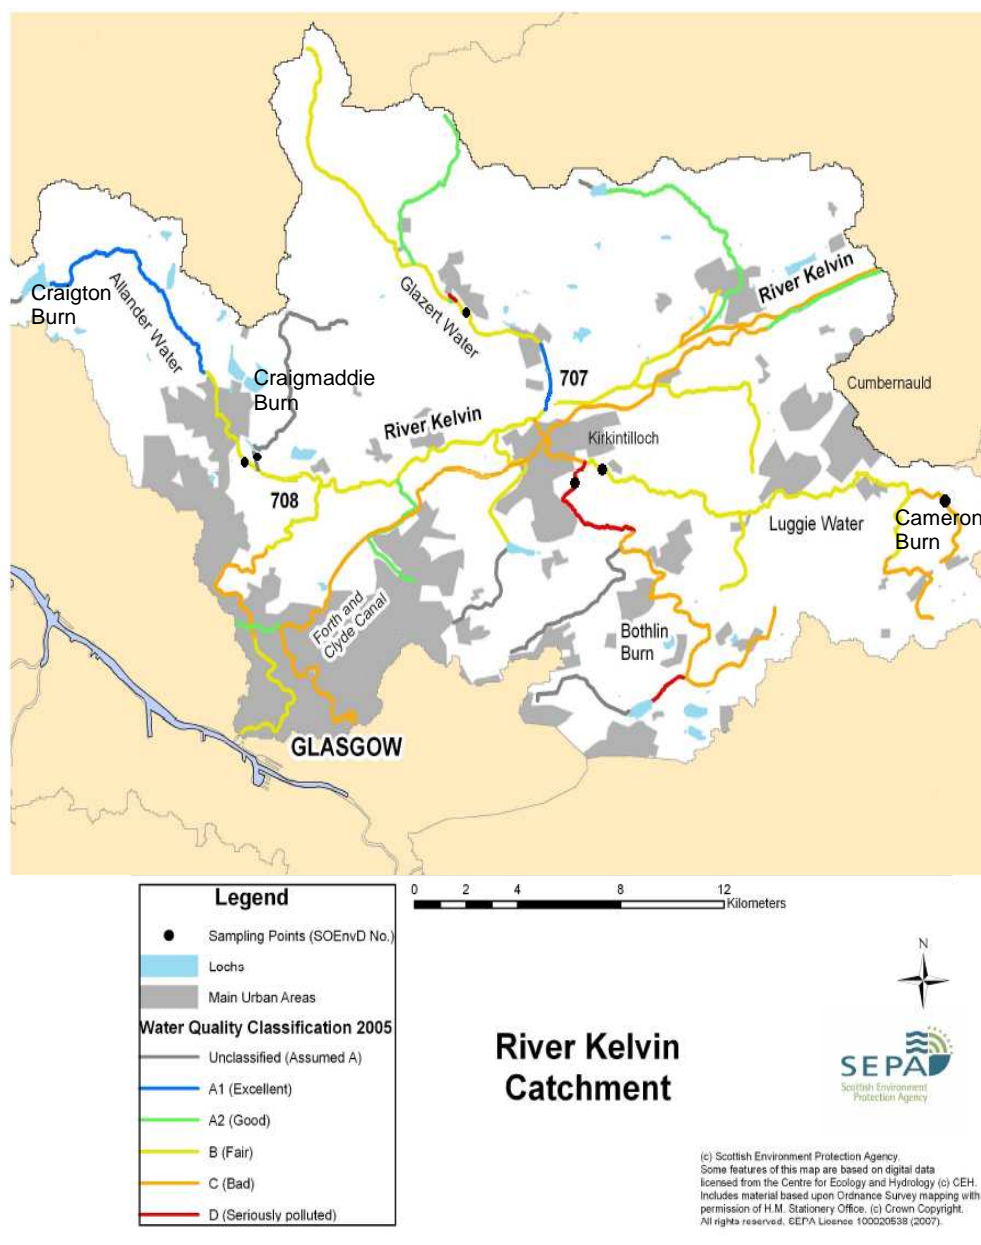 Craigton
Burn
Allander Water
Craigmaddie
Burn
Glazert Water
River Kelvin
River Kelvin
707
708
Kirkintilloch
Cumbernauld
Luggie Water
Cameron
Burn
Bothlin
Burn
Forth and
Clyde Canal
GLASGOW
Legend
Sampling Points (SOEnvD No.)
Lochs
Main Urban Areas
Water Quality Classification 2005
Unclassified (Assumed A)
A1 (Excellent)
A2 (Good)
B (Fair)
C (Bad)
D (Seriously polluted)
0 2 4 8 12
Kilometers
River Kelvin
Catchment
N
SEPA
Scottish Environment
Protection Agency
(c) Scottish Environment Protection Agency.
Some features of this map are based on digital data
licensed from the Centre for Ecology and Hydrology (c) CEH.
Includes material based upon Ordnance Survey mapping with
permission of H.M. Stationery Office. (c) Crown Copyright.
All rights reserved. SEPA Licence 100020538 (2007).